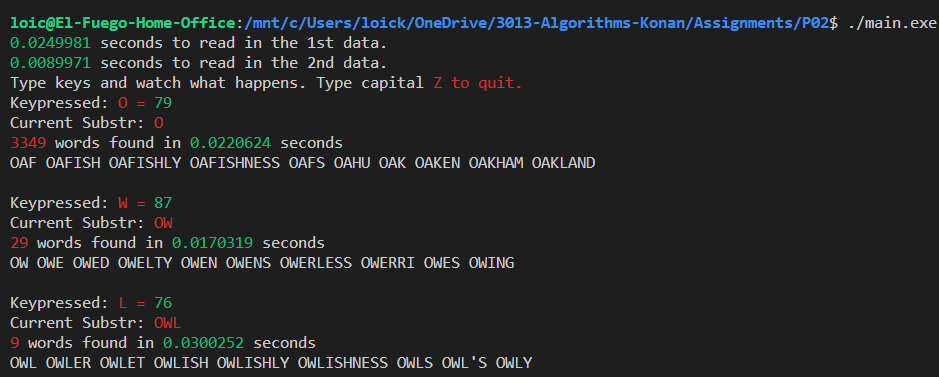 loic@El-Fuego-Home-Office:/mnt/c/Users/loick/OneDrive/3013-Algorithms-Konan/Assignments/P02$ ./main.exe
0.0249981 seconds to read in the 1st data.
0.0089971 seconds to read in the 2nd data.
Type keys and watch what happens. Type capital Z to quit.
Keypressed: O = 79
Current Substr: O
3349 words found in 0.0220624 seconds
OAF OAFISH OAFISHLY OAFISHNESS OAFS OAHU OAK OAKEN OAKHAM OAKLAND
Keypressed: W = 87
Current Substr: OW
29 words found in 0.0170319 seconds
OW OWE OWED OWELTY OWEN OWENS OWERLESS OWERRI OWES OWING
Keypressed: L = 76
Current Substr: OWL
9 words found in 0.0300252 seconds
OWL OWLER OWLET OWLISH OWLISHLY OWLISHNESS OWLS OWL'S OWLY